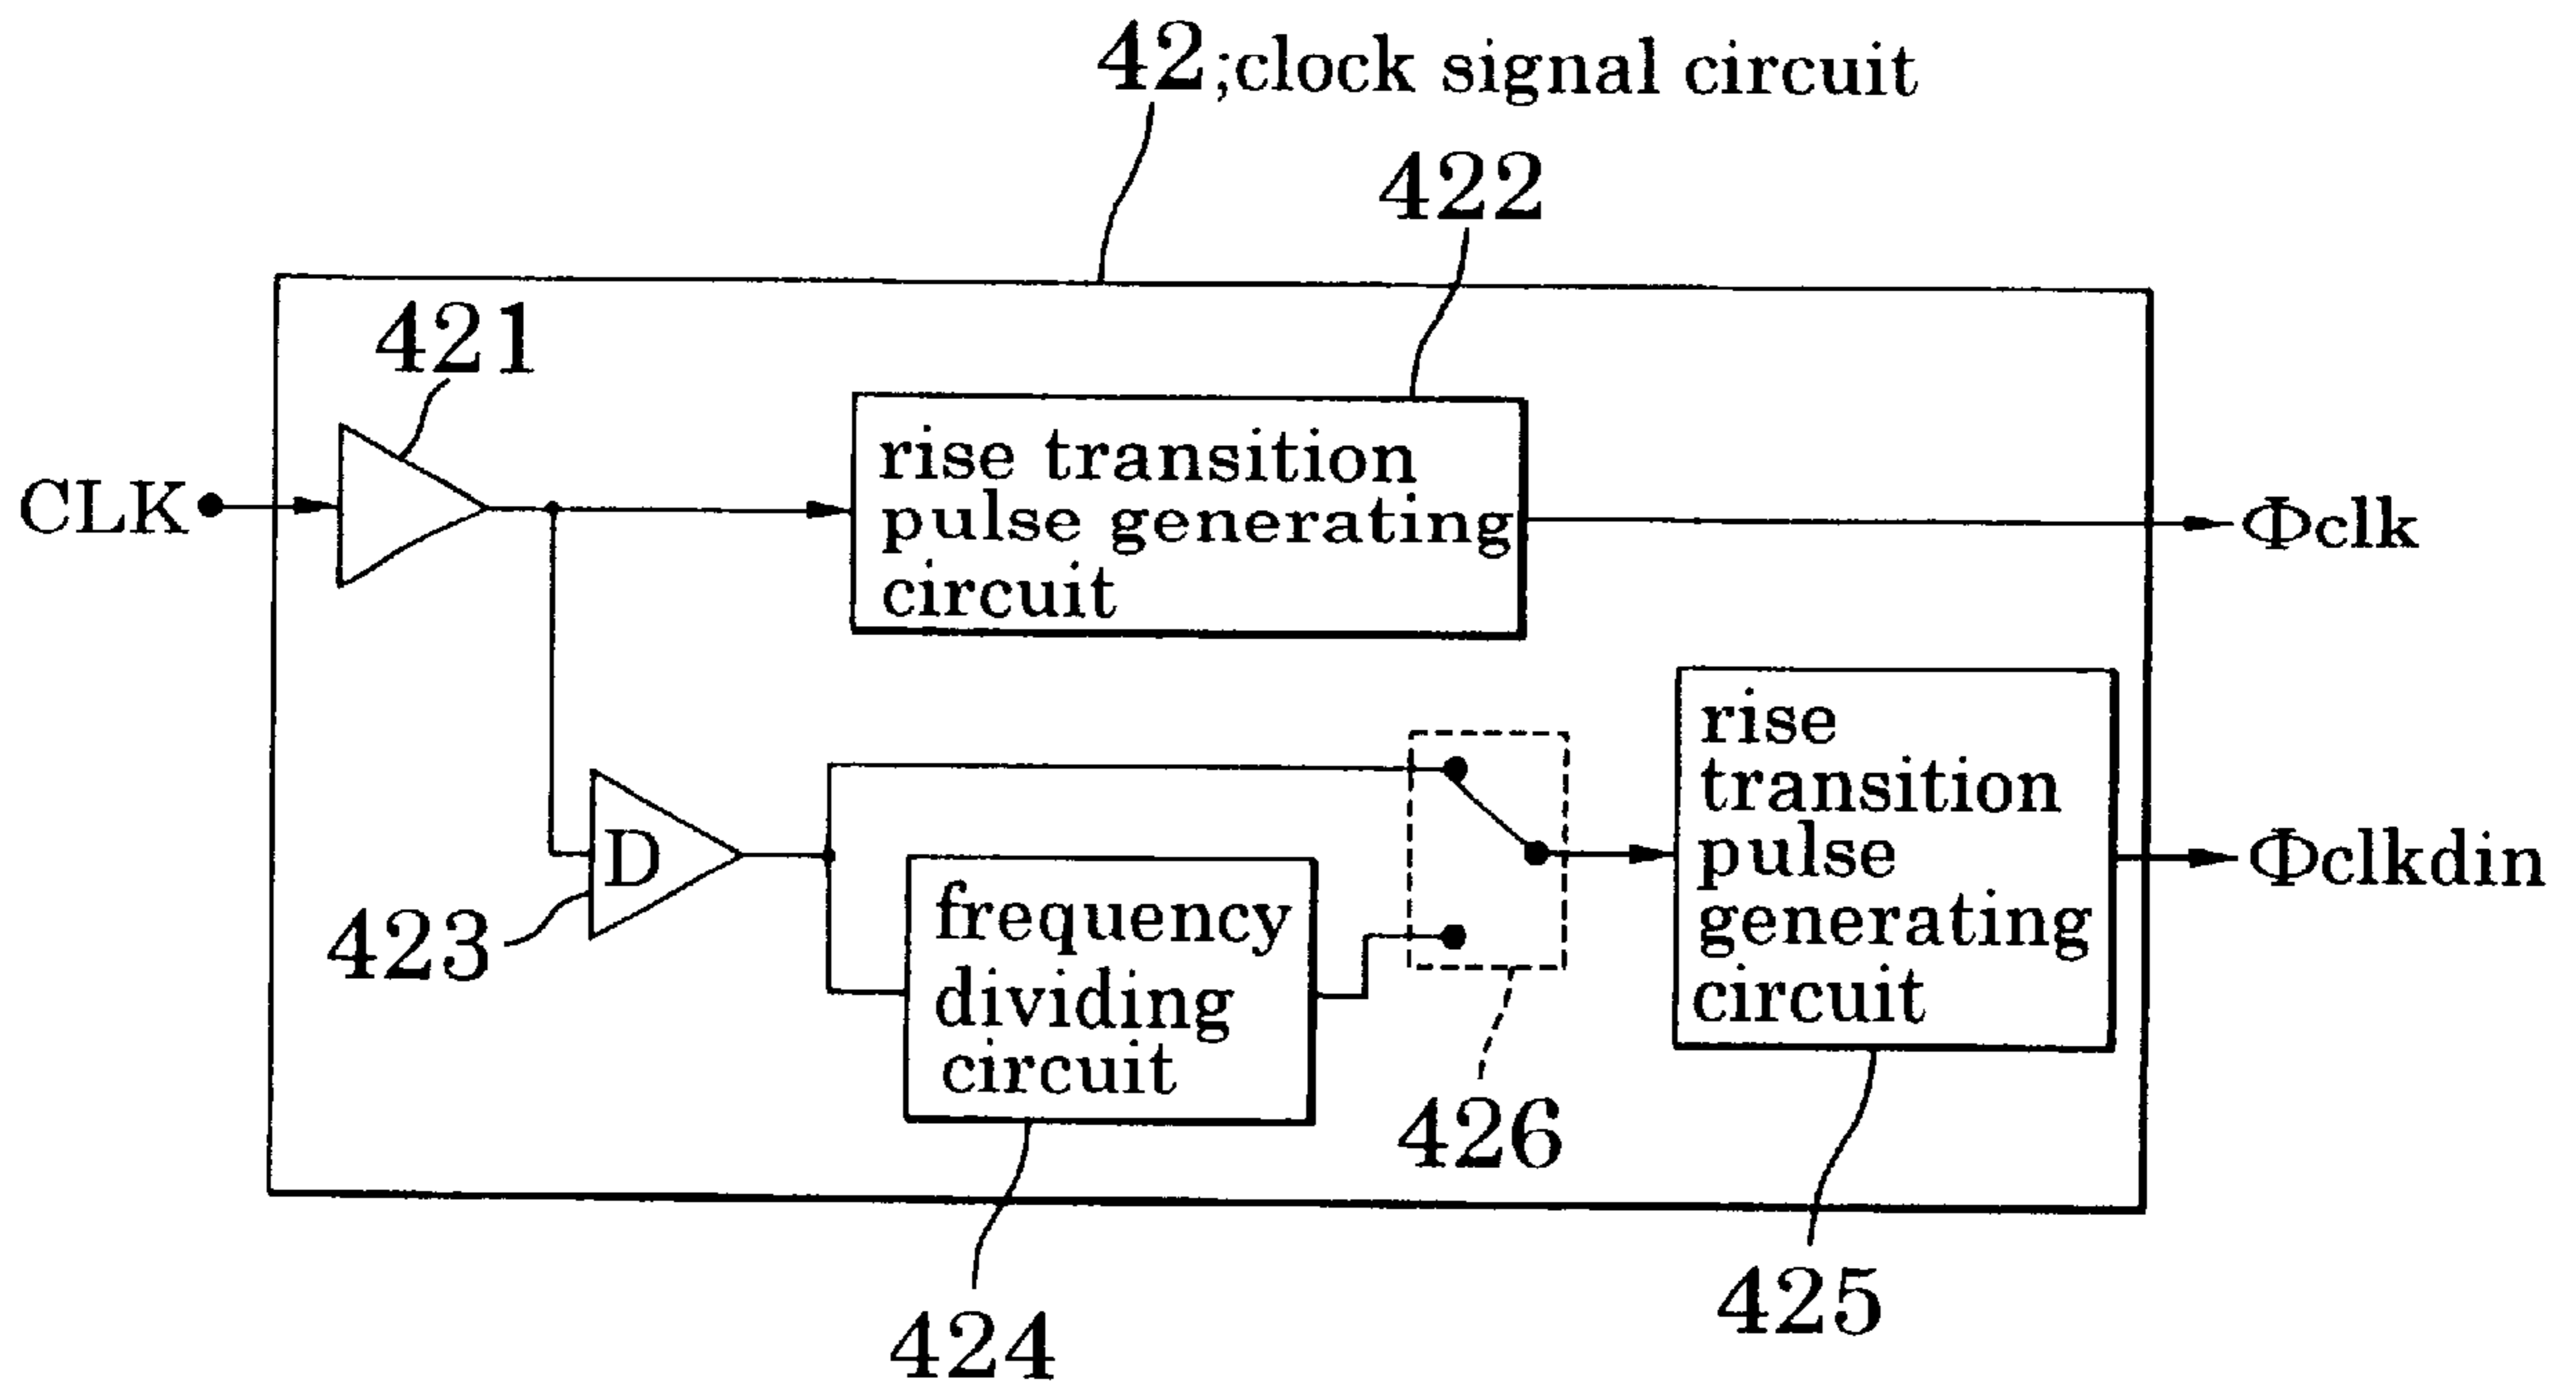 42;clock signal circuit
422
421
rise transition
pulse generating
circuit
CLK
Φclk
rise
transition
pulse
generating
circuit
D
Φclkdin
423
frequency
dividing
circuit
426
425
424